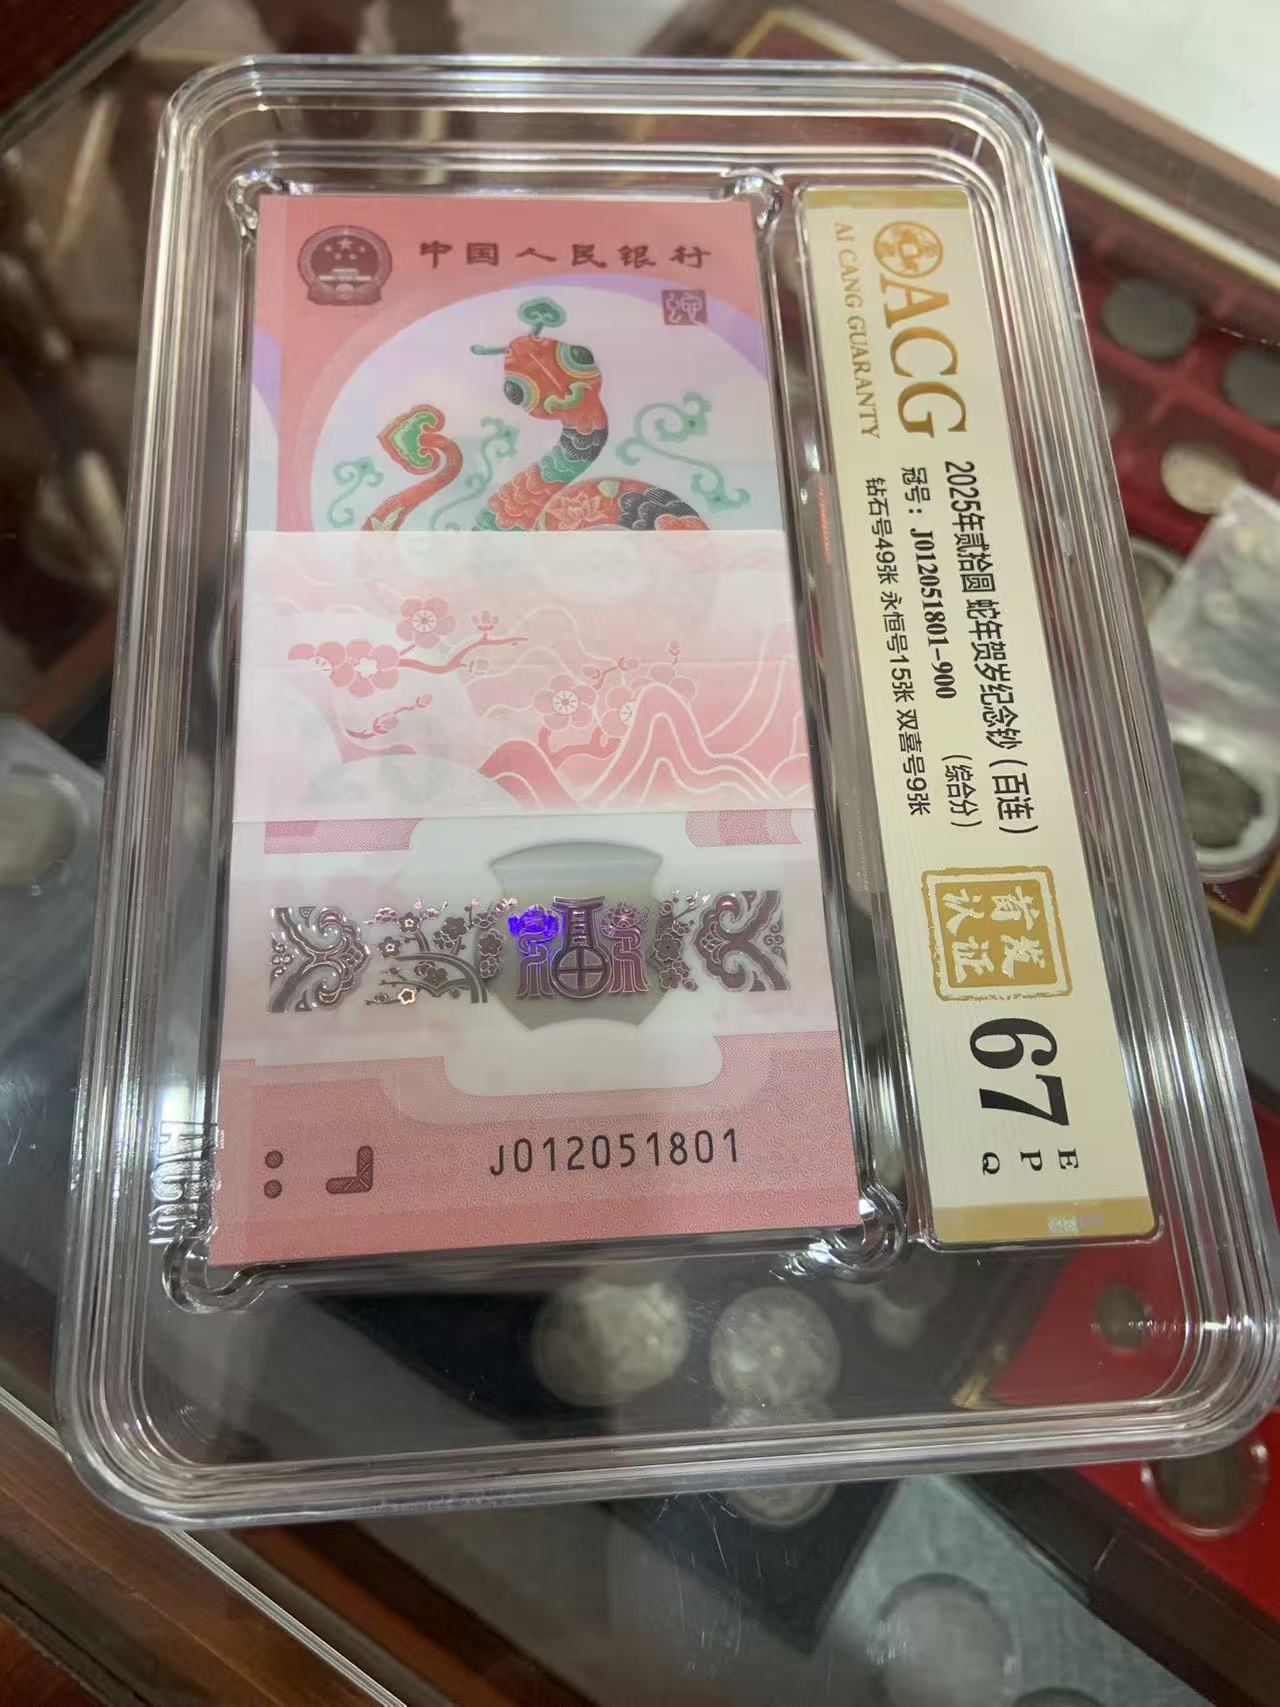 中国人民银行
J012051801
ACG
AI CANG GUARANTY
2025年贰拾圆 蛇年贺岁纪念钞（百连）
冠号：J012051801-900 （综合分）
钻石号49张 永恒号15张 双喜号9张
首发
认证
67
E
P
Q